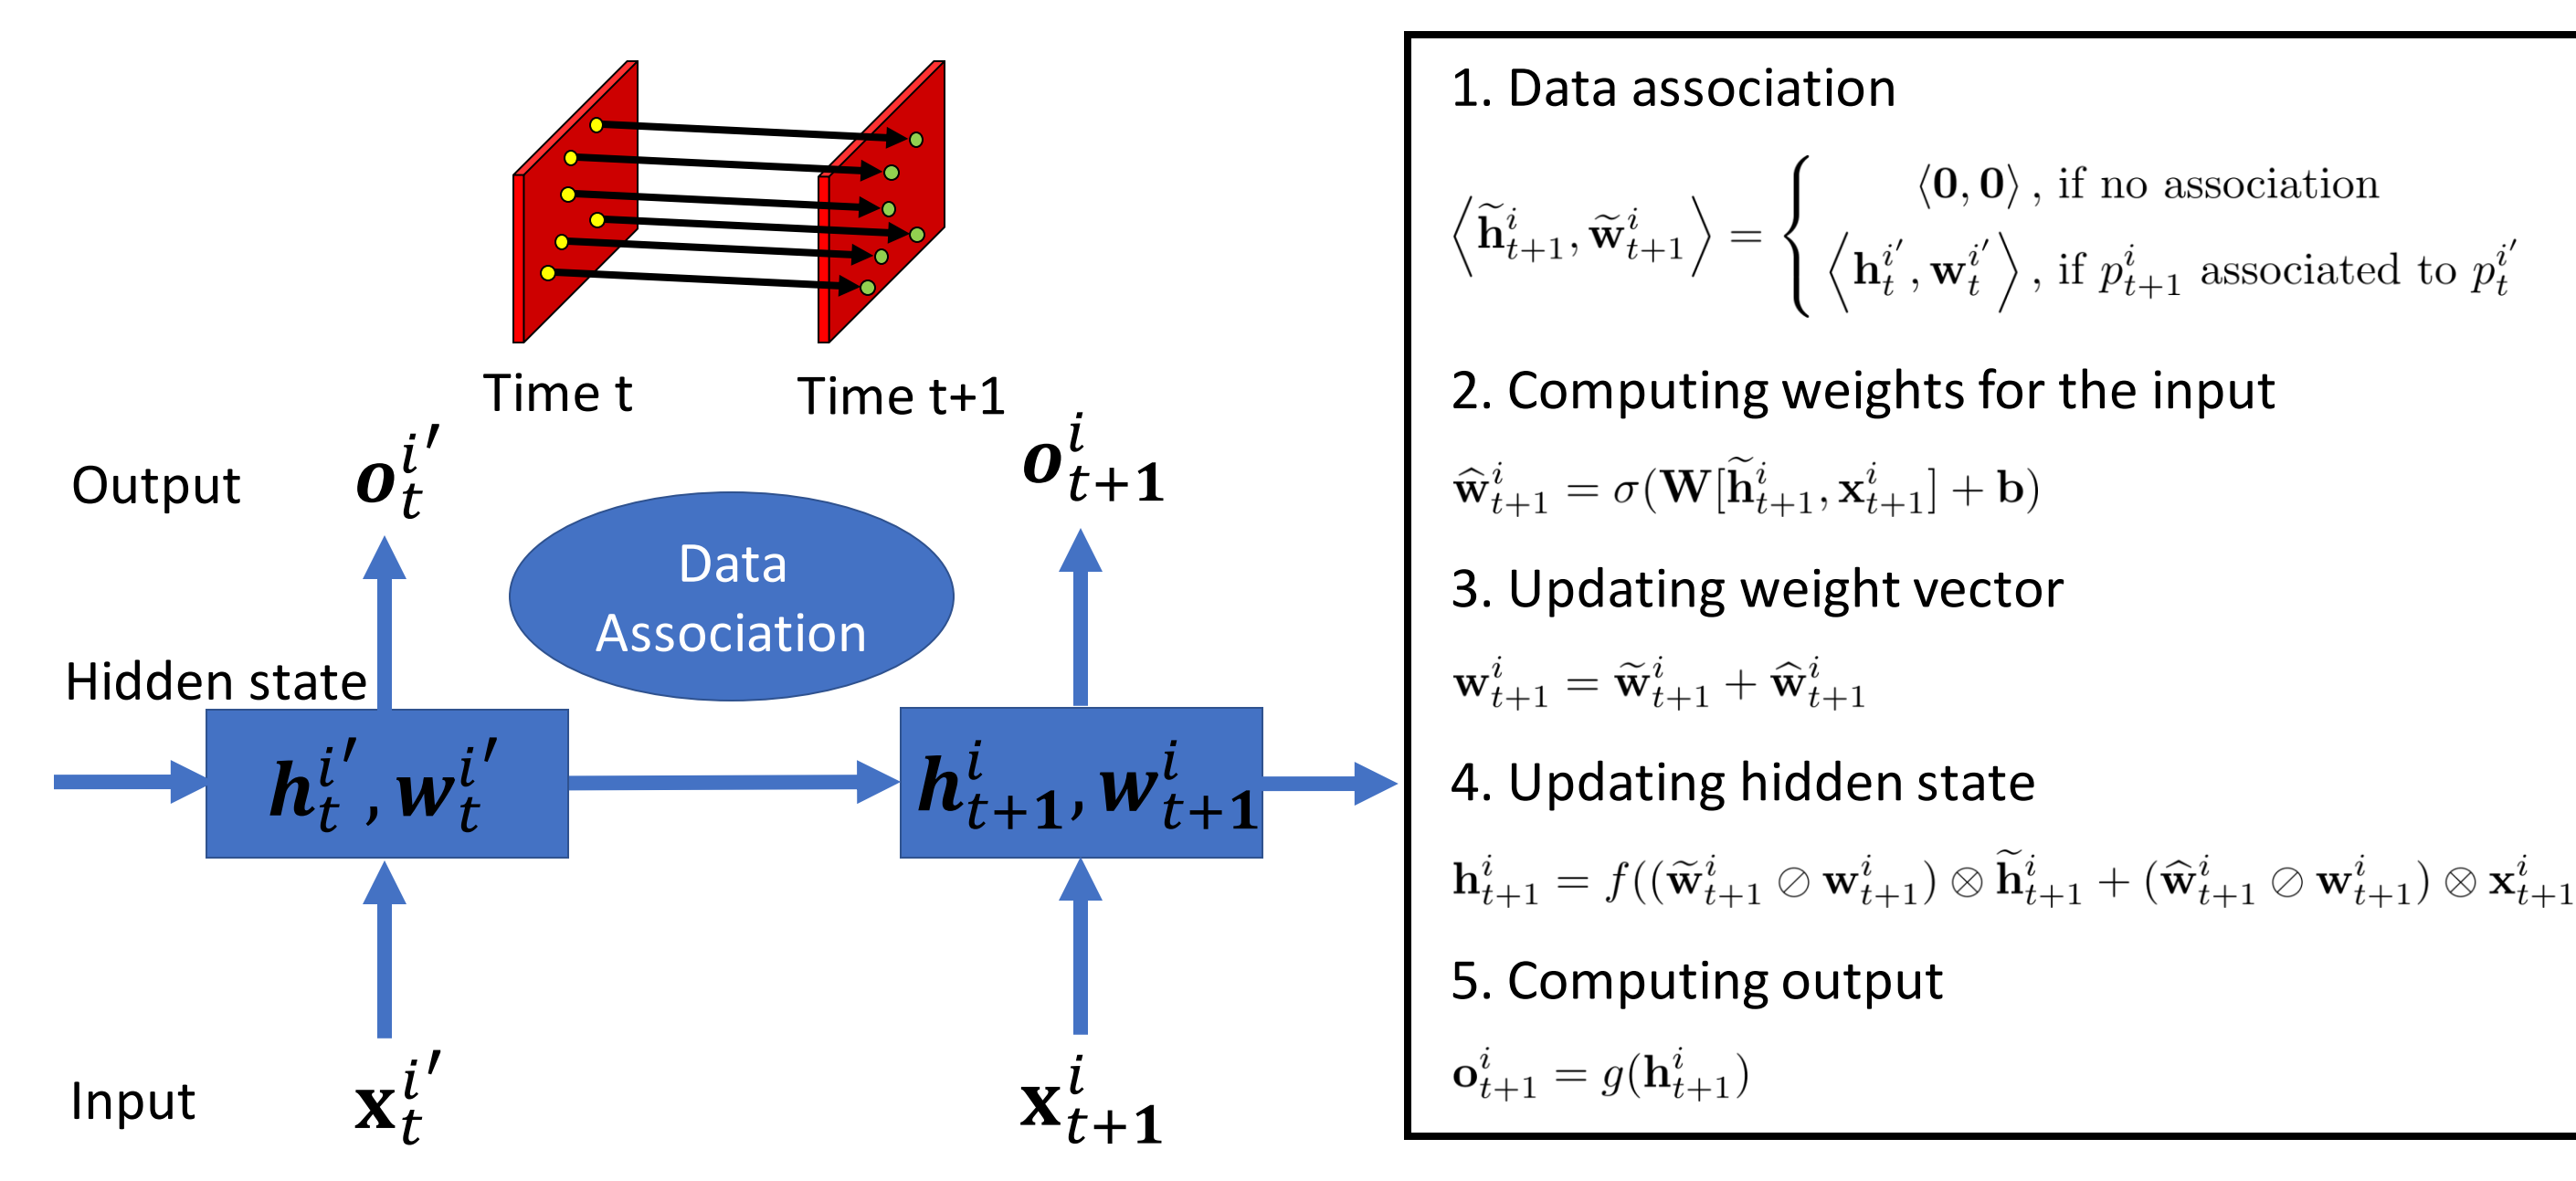 Time t
Time t+1
Output
𝒐_t^{i′}
𝒐_{t+1}^i
Data
Association
Hidden state
𝒉_t^{i′}, 𝒘_t^{i′}
𝒉_{t+1}^i, 𝒘_{t+1}^i
Input
𝐱_t^{i′}
𝐱_{t+1}^i
1. Data association
⟨h̃_{t+1}^i, w̃_{t+1}^i⟩ = { ⟨0, 0⟩ , if no association
⟨h_t^{i′}, w_t^{i′}⟩ , if p_{t+1}^i associated to p_t^{i′}
2. Computing weights for the input
ŵ_{t+1}^i = σ(W[h̃_{t+1}^i, x_{t+1}^i] + b)
3. Updating weight vector
w_{t+1}^i = w̃_{t+1}^i + ŵ_{t+1}^i
4. Updating hidden state
h_{t+1}^i = f((w̃_{t+1}^i ⊘ w_{t+1}^i) ⊗ h̃_{t+1}^i + (ŵ_{t+1}^i ⊘ w_{t+1}^i) ⊗ x_{t+1}^i
5. Computing output
o_{t+1}^i = g(h_{t+1}^i)